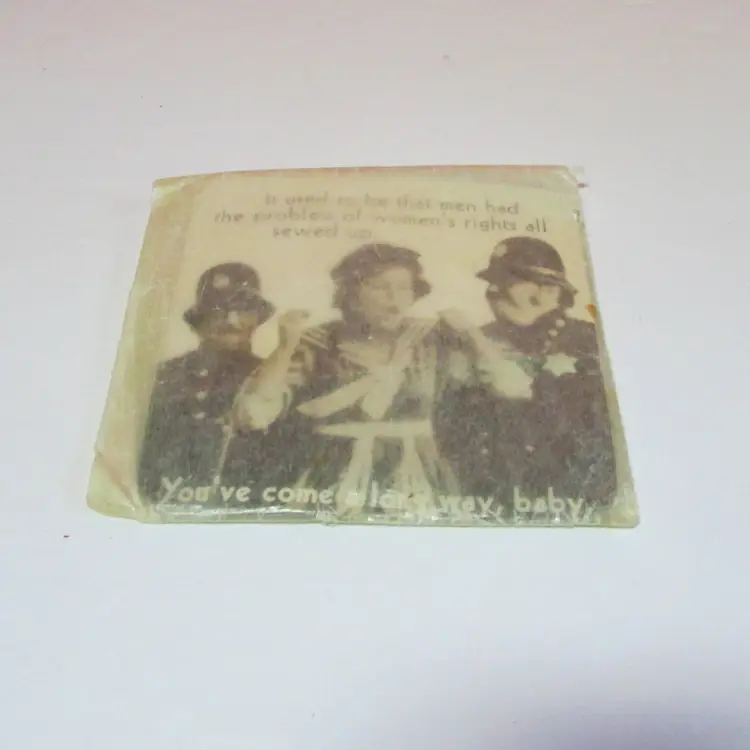 It used to be that men had
the problem of women's rights all
sewed up.
You've come a long way, baby.